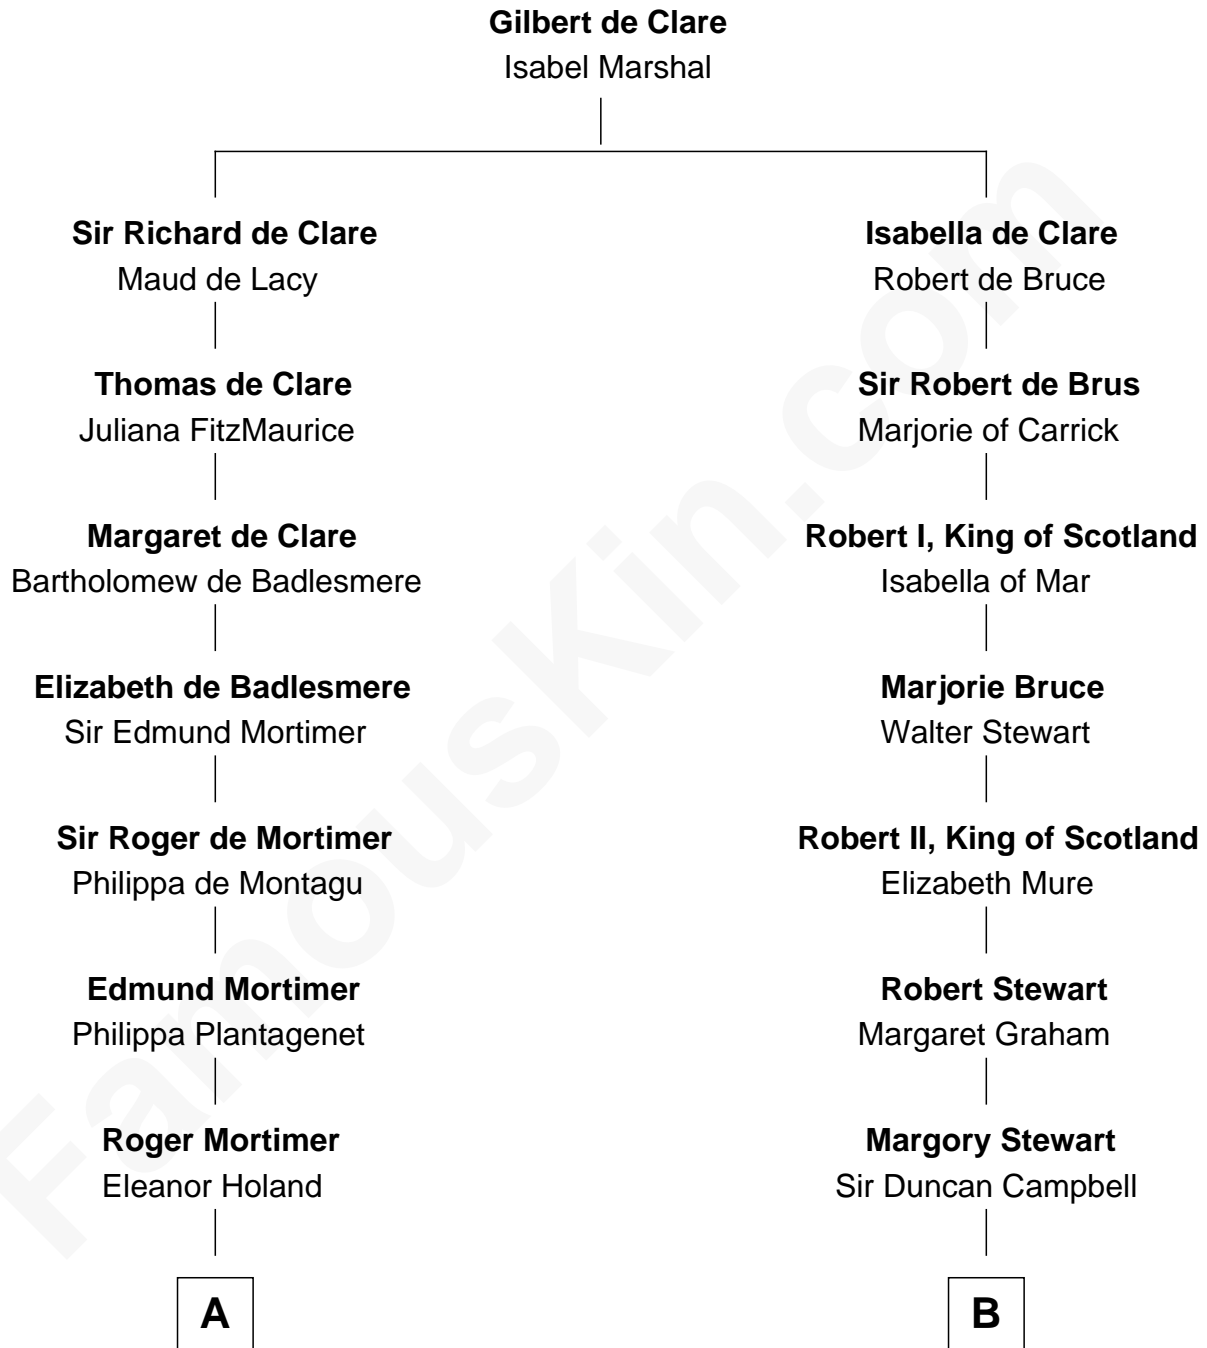 Gilbert de Clare
Isabel Marshal
Sir Richard de Clare
Maud de Lacy
Thomas de Clare
Juliana FitzMaurice
Margaret de Clare
Bartholomew de Badlesmere
Elizabeth de Badlesmere
Sir Edmund Mortimer
Sir Roger de Mortimer
Philippa de Montagu
Edmund Mortimer
Philippa Plantagenet
Roger Mortimer
Eleanor Holand
A
Isabella de Clare
Robert de Bruce
Sir Robert de Brus
Marjorie of Carrick
Robert I, King of Scotland
Isabella of Mar
Marjorie Bruce
Walter Stewart
Robert II, King of Scotland
Elizabeth Mure
Robert Stewart
Margaret Graham
Margory Stewart
Sir Duncan Campbell
B
FamousKin.com